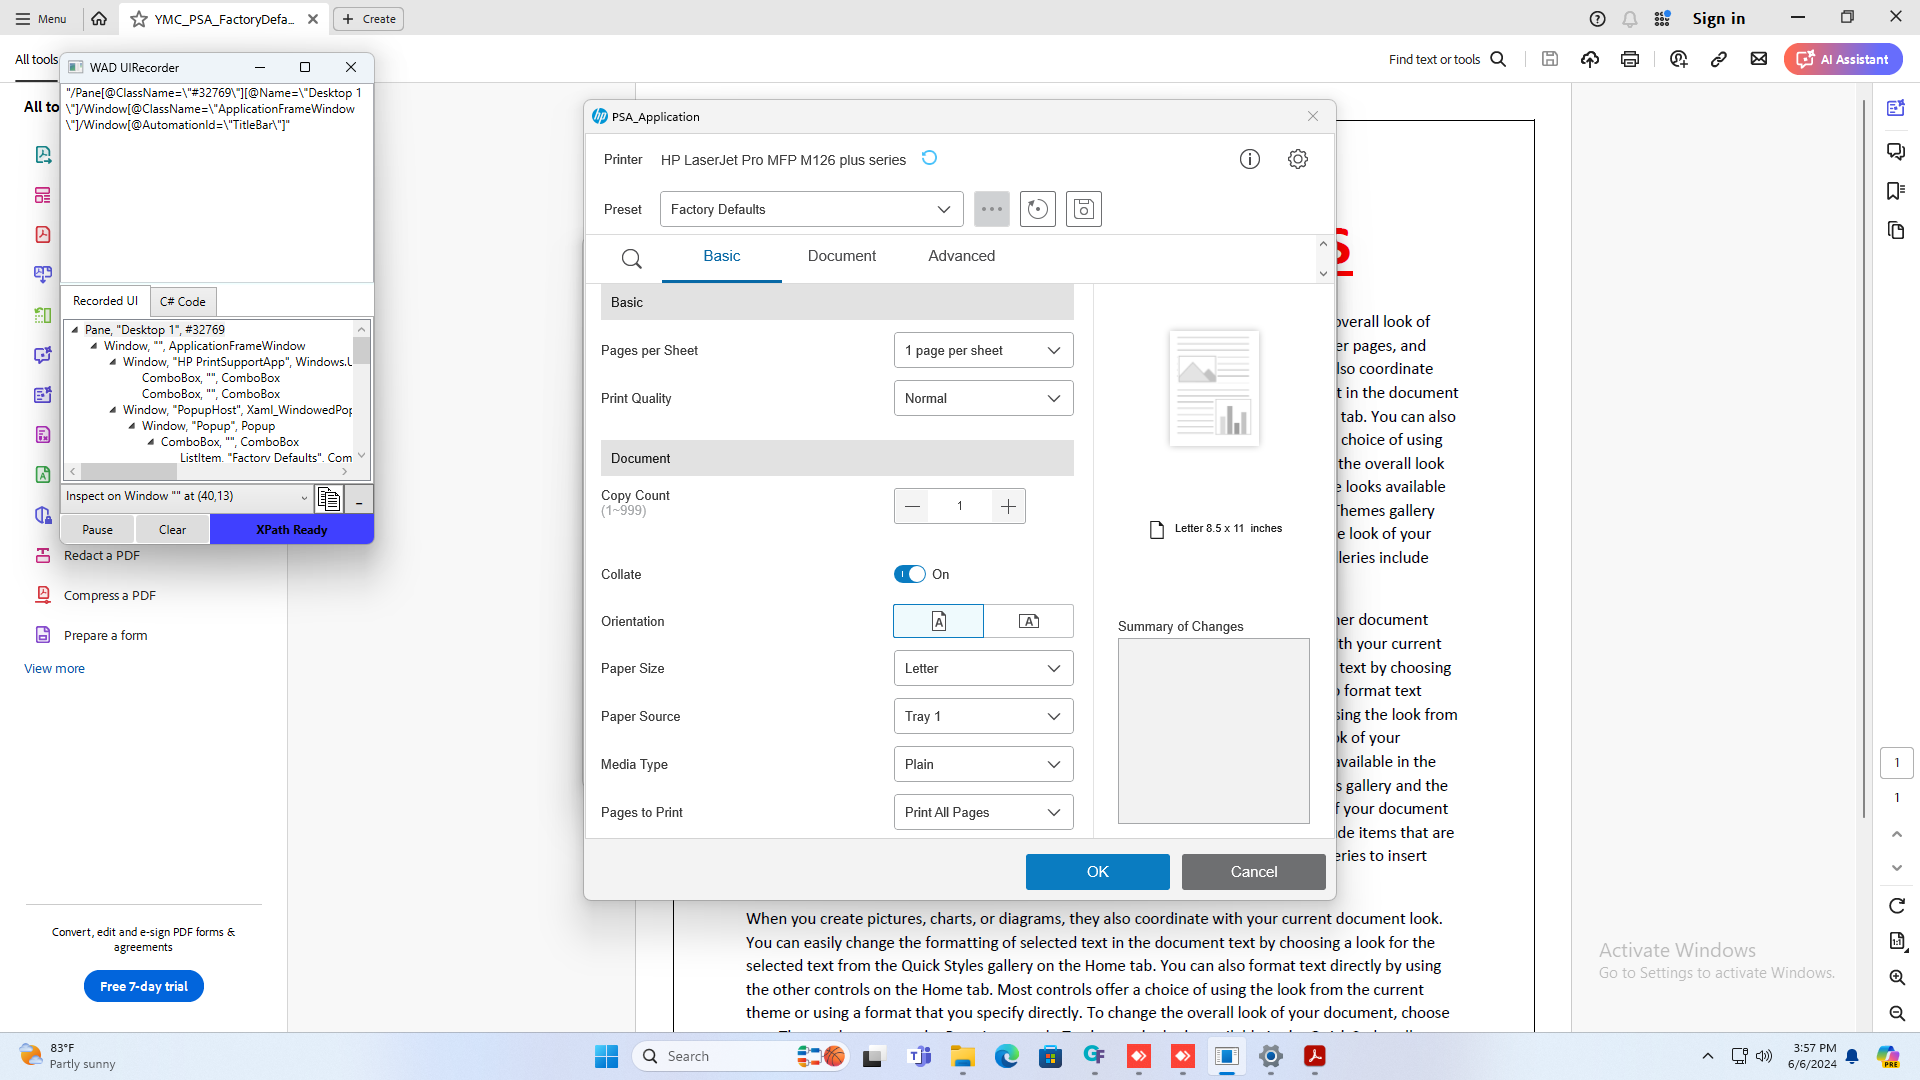 Menu
YMC_PSA_FactoryDefa...
Create
Sign in
All tools
Find text or tools
AI Assistant
WAD UIRecorder
"/Pane[@ClassName=\"#32769\"][@Name=\"Desktop 1
\"]/Window[@ClassName=\"ApplicationFrameWindow
\"]/Window[@AutomationId=\"TitleBar\"]"
All to
Recorded UI
C# Code
Pane, "Desktop 1", #32769
Window, "", ApplicationFrameWindow
Window, "HP PrintSupportApp", Windows.U
ComboBox, "", ComboBox
ComboBox, "", ComboBox
Window, "PopupHost", Xaml_WindowedPop
Window, "Popup", Popup
ComboBox, "", ComboBox
ListItem, "Factory Defaults", Com
Inspect on Window "" at (40,13)
Pause
Clear
XPath Ready
Redact a PDF
Compress a PDF
Prepare a form
View more
Convert, edit and e-sign PDF forms &
agreements
Free 7-day trial
PSA_Application
Printer
HP LaserJet Pro MFP M126 plus series
Preset
Factory Defaults
Basic
Document
Advanced
Basic
Pages per Sheet
1 page per sheet
Print Quality
Normal
Document
Copy Count
(1~999)
1
Collate
On
Orientation
Paper Size
Letter
Paper Source
Tray 1
Media Type
Plain
Pages to Print
Print All Pages
Letter 8.5 x 11 inches
Summary of Changes
OK
Cancel
S
overall look of
er pages, and
lso coordinate
t in the document
tab. You can also
choice of using
the overall look
e looks available
Themes gallery
e look of your
leries include
her document
th your current
text by choosing
o format text
sing the look from
ok of your
available in the
s gallery and the
f your document
de items that are
eries to insert
When you create pictures, charts, or diagrams, they also coordinate with your current document look.
You can easily change the formatting of selected text in the document text by choosing a look for the
selected text from the Quick Styles gallery on the Home tab. You can also format text directly by using
the other controls on the Home tab. Most controls offer a choice of using the look from the current
theme or using a format that you specify directly. To change the overall look of your document, choose
1
1
Activate Windows
Go to Settings to activate Windows.
83°F
Partly sunny
Search
3:57 PM
6/6/2024